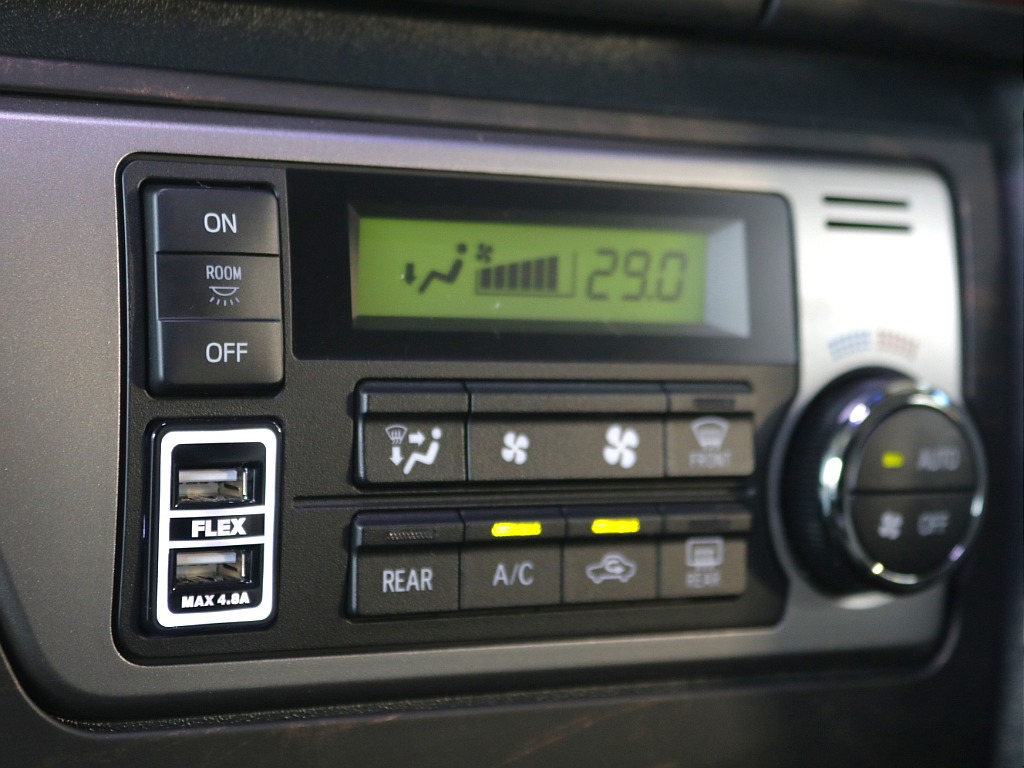 ON
ROOM
OFF
29.0
FRONT
AUTO
OFF
FLEX
MAX 4.8A
REAR
A/C
REAR